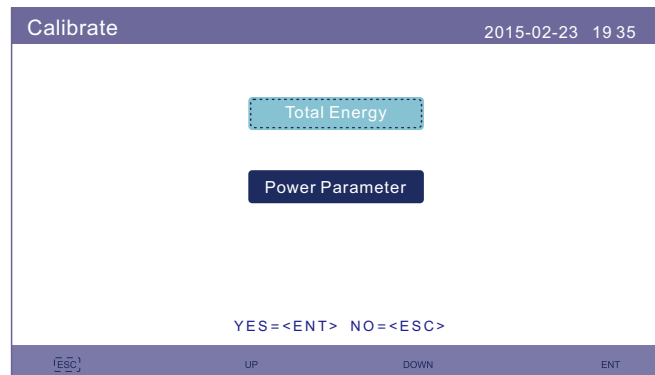 Calibrate 2015-02-23 19 35
Total Energy
Power Parameter
YES=<ENT> NO=<ESC>
ESC UP DOWN ENT